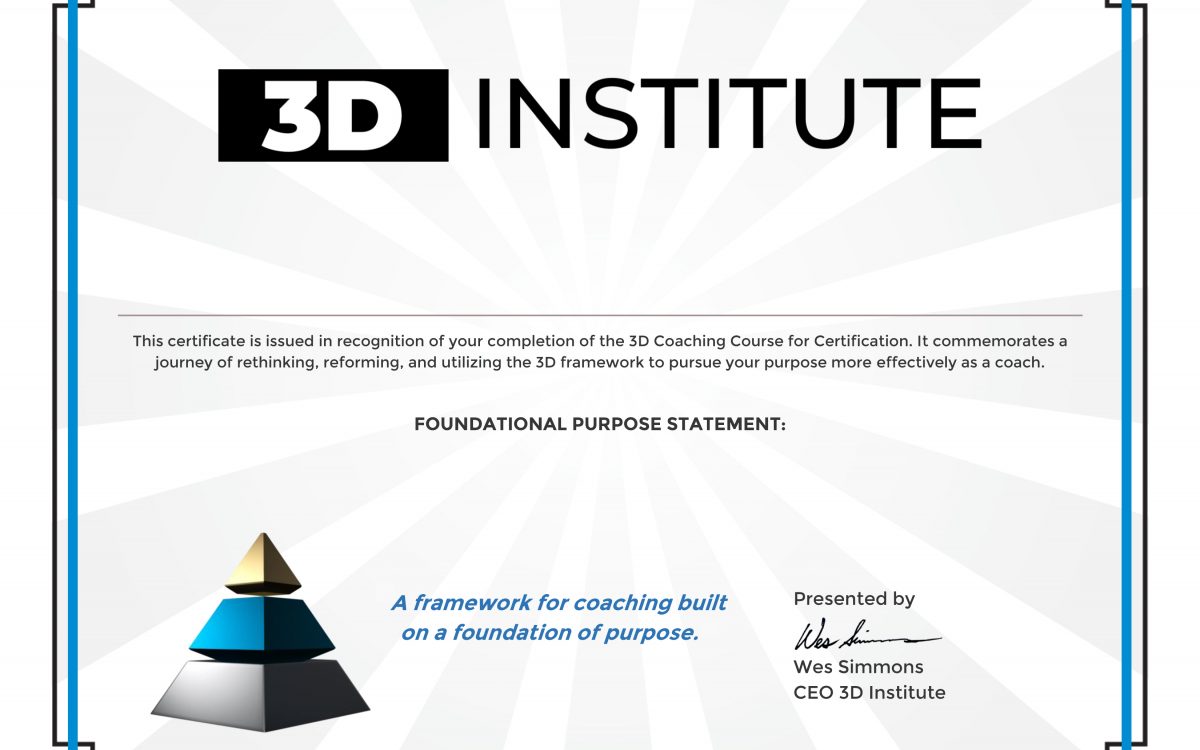 3D INSTITUTE
This certificate is issued in recognition of your completion of the 3D Coaching Course for Certification. It commemorates a
journey of rethinking, reforming, and utilizing the 3D framework to pursue your purpose more effectively as a coach.
FOUNDATIONAL PURPOSE STATEMENT:
A framework for coaching built
on a foundation of purpose.
Presented by
Wes Simmons
Wes Simmons
CEO 3D Institute